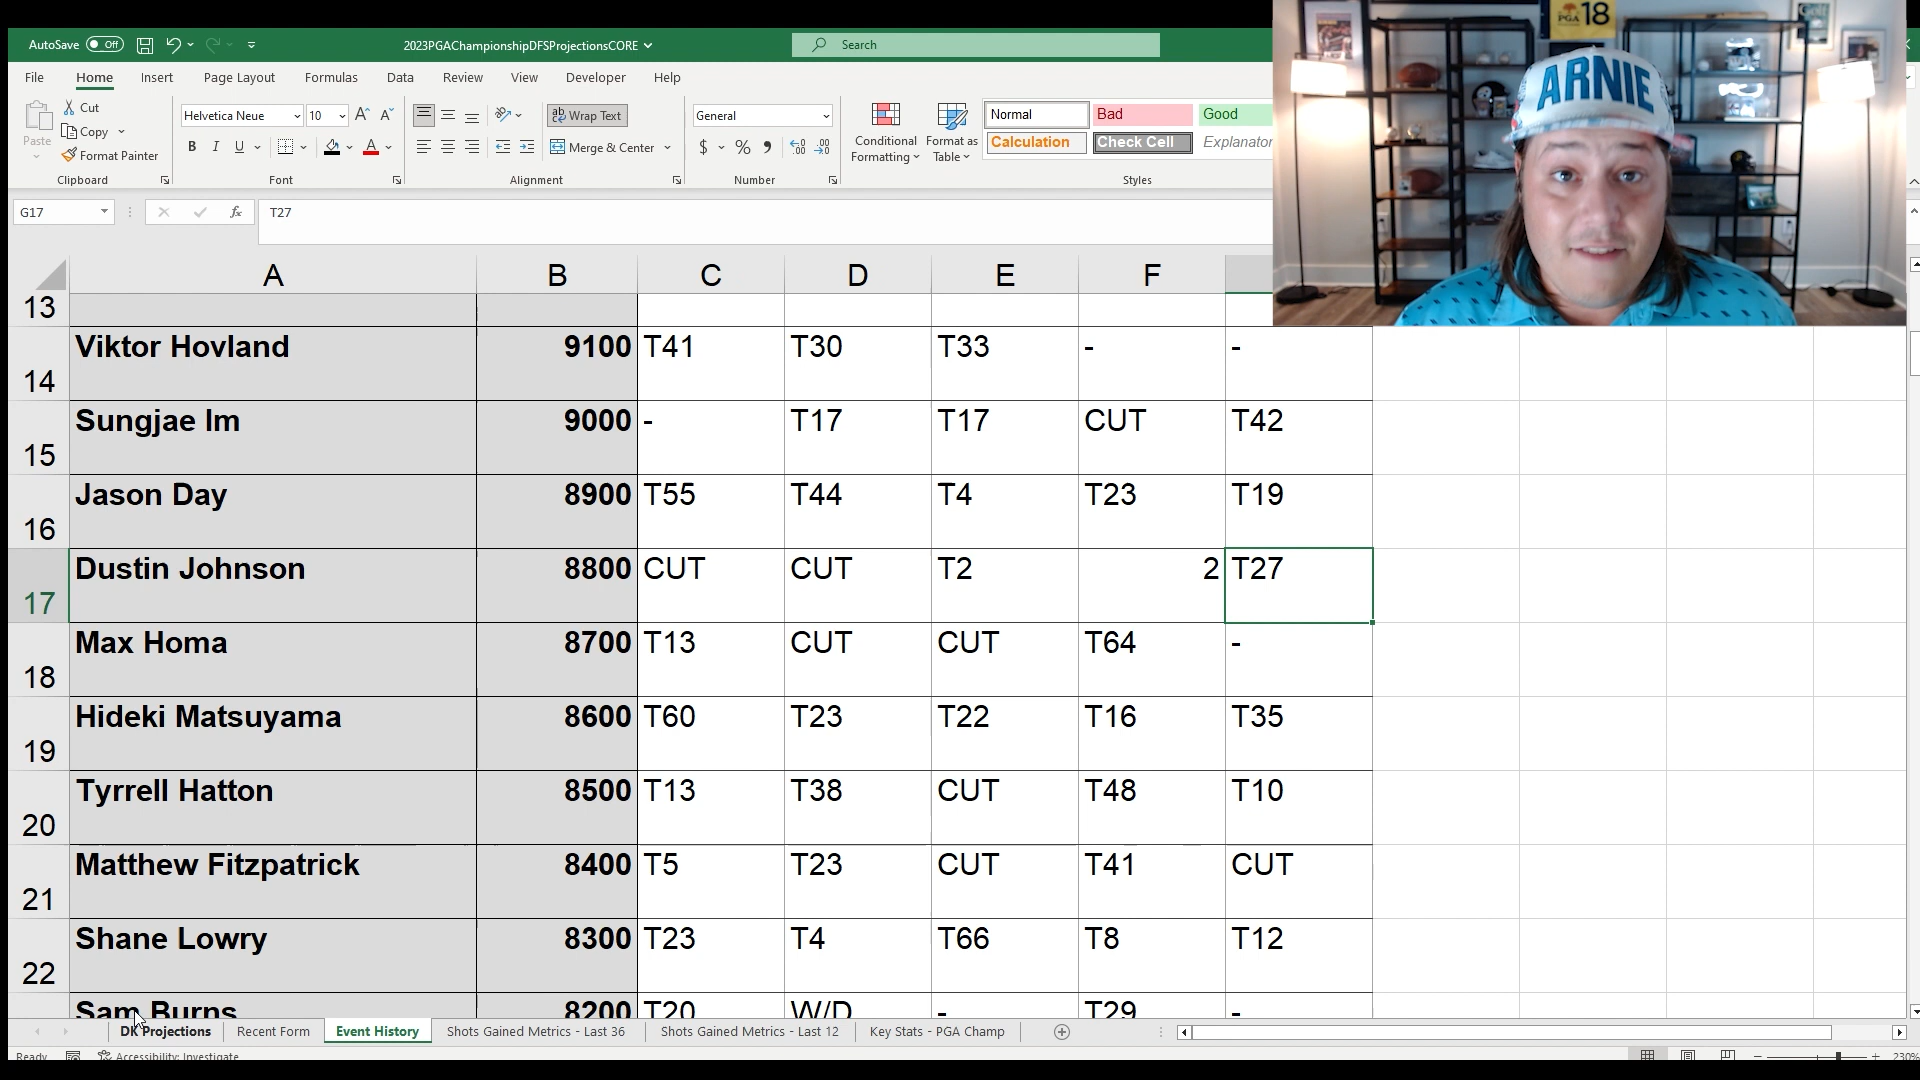 AutoSave Off
2023PGAChampionshipDFSProjectionsCORE
Search
PGA 18
ARNIE
File Home Insert Page Layout Formulas Data Review View Developer Help
Paste
Cut
Copy
Format Painter
Clipboard
Helvetica Neue 10
B I U
Font
Wrap Text
Merge & Center
Alignment
General
$ %
Number
Conditional Formatting
Format as Table
Normal Bad Good
Calculation Check Cell Explanator
Styles
G17 fx T27
A B C D E F
13
14 Viktor Hovland 9100 T41 T30 T33 - -
15 Sungjae Im 9000 - T17 T17 CUT T42
16 Jason Day 8900 T55 T44 T4 T23 T19
17 Dustin Johnson 8800 CUT CUT T2 2 T27
18 Max Homa 8700 T13 CUT CUT T64 -
19 Hideki Matsuyama 8600 T60 T23 T22 T16 T35
20 Tyrrell Hatton 8500 T13 T38 CUT T48 T10
21 Matthew Fitzpatrick 8400 T5 T23 CUT T41 CUT
22 Shane Lowry 8300 T23 T4 T66 T8 T12
Sam Burns 8200 T20 W/D - T29 -
DK Projections Recent Form Event History Shots Gained Metrics - Last 36 Shots Gained Metrics - Last 12 Key Stats - PGA Champ
Ready Accessibility: Investigate 230%